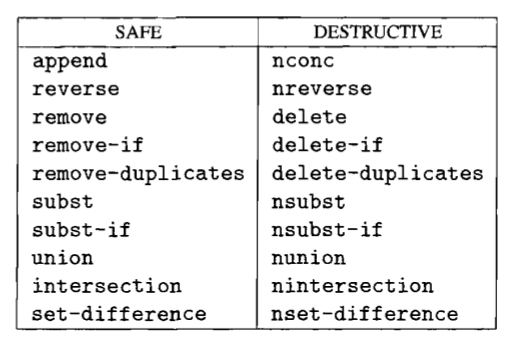 SAFE DESTRUCTIVE
append nconc
reverse nreverse
remove delete
remove-if delete-if
remove-duplicates delete-duplicates
subst nsubst
subst-if nsubst-if
union nunion
intersection nintersection
set-difference nset-difference